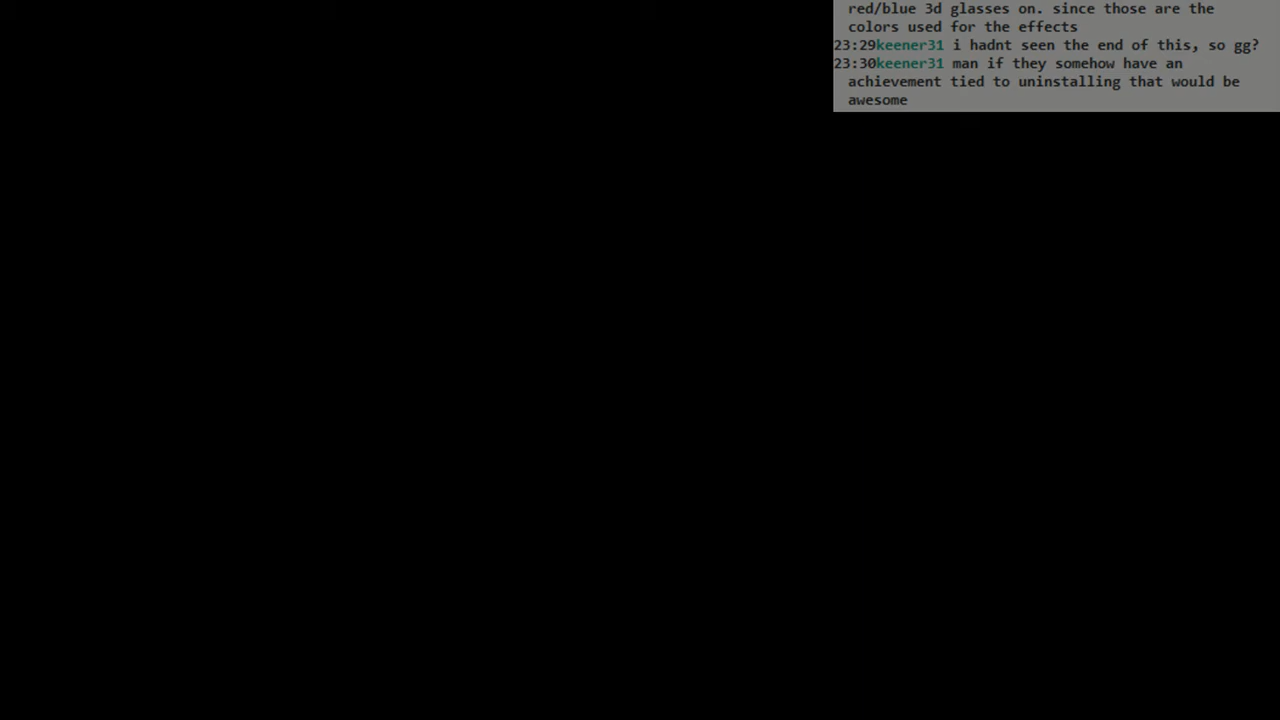 red/blue 3d glasses on. since those are the
colors used for the effects
23:29keener31 i hadnt seen the end of this, so gg?
23:30keener31 man if they somehow have an
achievement tied to uninstalling that would be
awesome